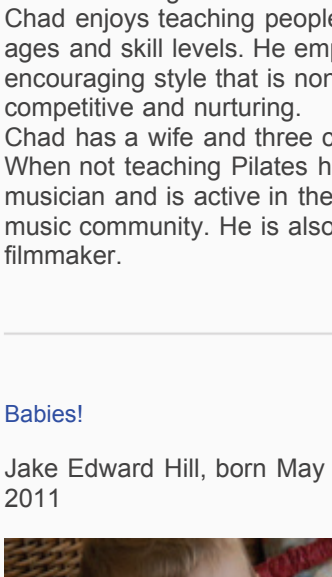 Chad enjoys teaching people
ages and skill levels. He
encouraging style that is
competitive and nurturing.
Chad has a wife and three
When not teaching Pilates
musician and is active in the
music community. He is also
filmmaker.
Babies!
Jake Edward Hill, born May
2011